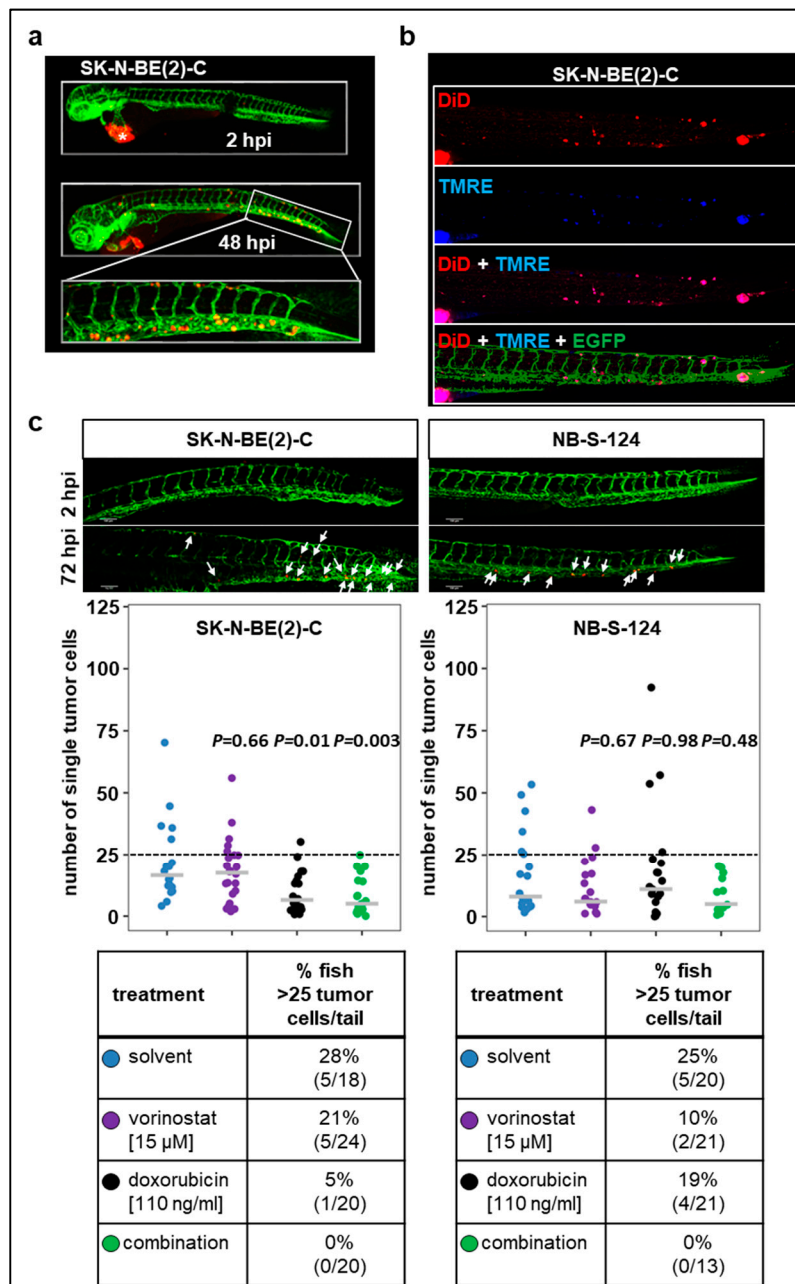 a
SK-N-BE(2)-C
*
2 hpi
48 hpi
b
SK-N-BE(2)-C
DiD
TMRE
DiD + TMRE
DiD + TMRE + EGFP
c
SK-N-BE(2)-C
NB-S-124
2 hpi
72 hpi
SK-N-BE(2)-C
number of single tumor cells
125
100
75
50
25
0
P=0.66 P=0.01 P=0.003
NB-S-124
number of single tumor cells
125
100
75
50
25
0
P=0.67 P=0.98 P=0.48
treatment
% fish
>25 tumor
cells/tail
solvent
28%
(5/18)
vorinostat
[15 µM]
21%
(5/24)
doxorubicin
[110 ng/ml]
5%
(1/20)
combination
0%
(0/20)
treatment
% fish
>25 tumor
cells/tail
solvent
25%
(5/20)
vorinostat
[15 µM]
10%
(2/21)
doxorubicin
[110 ng/ml]
19%
(4/21)
combination
0%
(0/13)